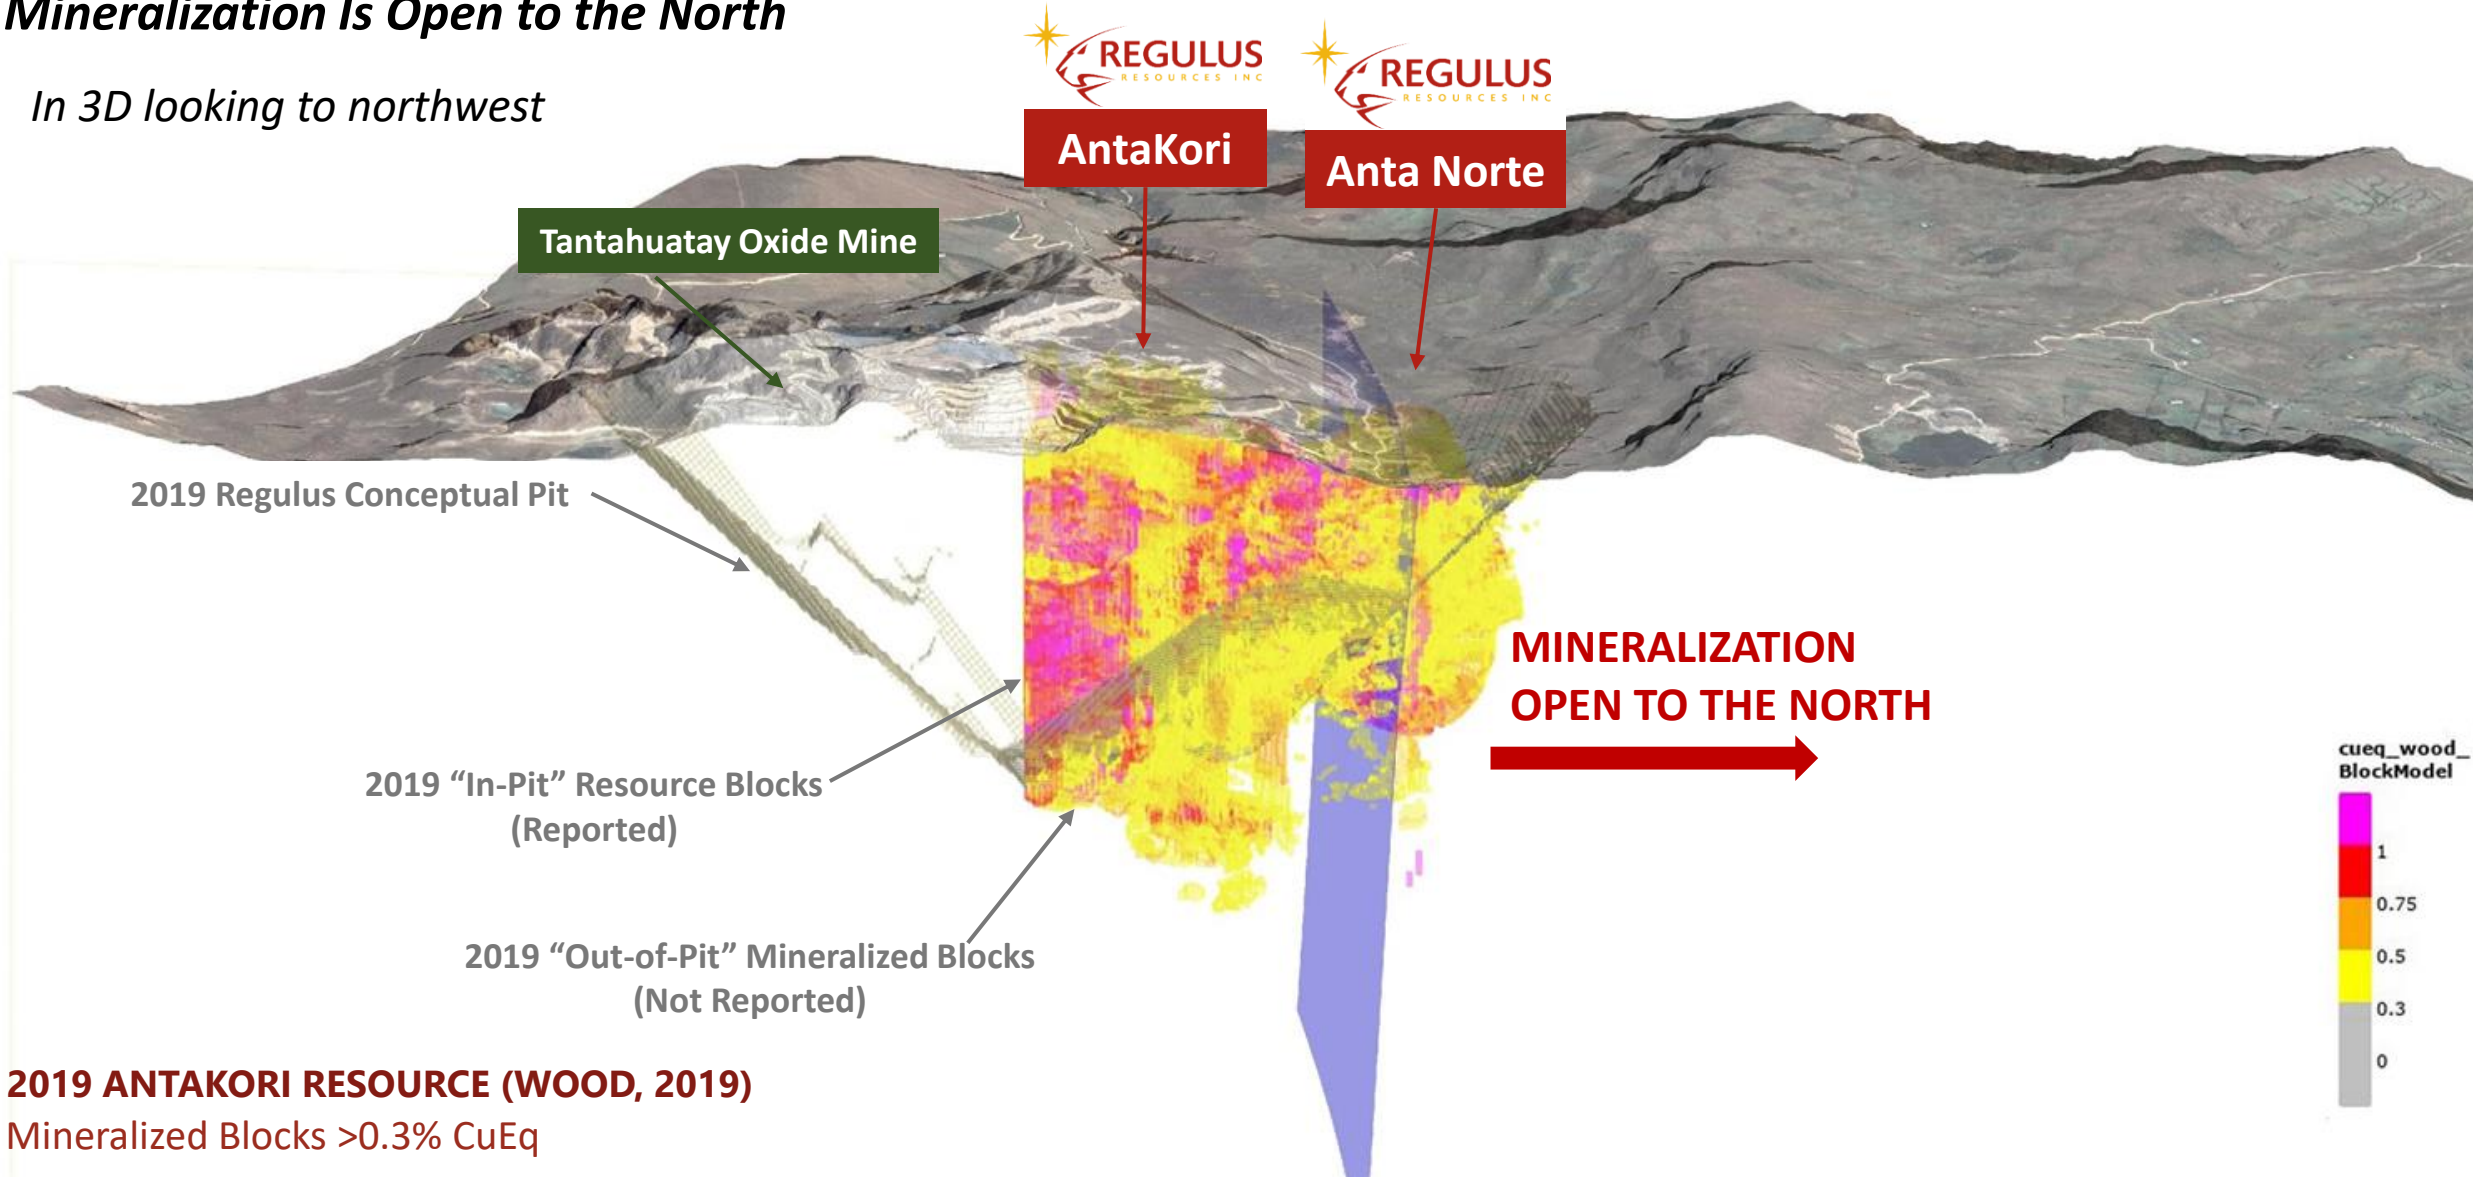 Mineralization Is Open to the North
In 3D looking to northwest
REGULUS
RESOURCES INC
REGULUS
RESOURCES INC
AntaKori
Anta Norte
Tantahuatay Oxide Mine
2019 Regulus Conceptual Pit
MINERALIZATION
OPEN TO THE NORTH
2019 “In-Pit” Resource Blocks
(Reported)
2019 “Out-of-Pit” Mineralized Blocks
(Not Reported)
cueq_wood_
BlockModel
1
0.75
0.5
0.3
0
2019 ANTAKORI RESOURCE (WOOD, 2019)
Mineralized Blocks >0.3% CuEq